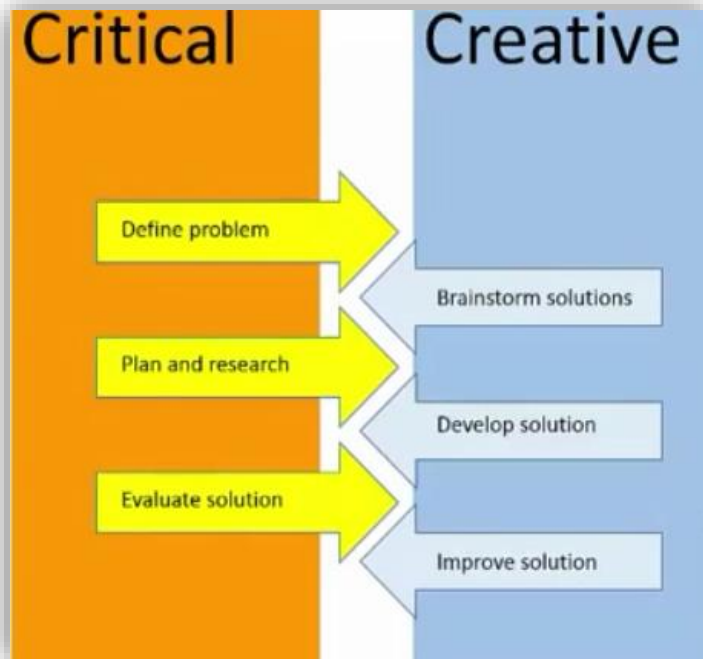 Critical
Creative
Define problem
Brainstorm solutions
Plan and research
Develop solution
Evaluate solution
Improve solution